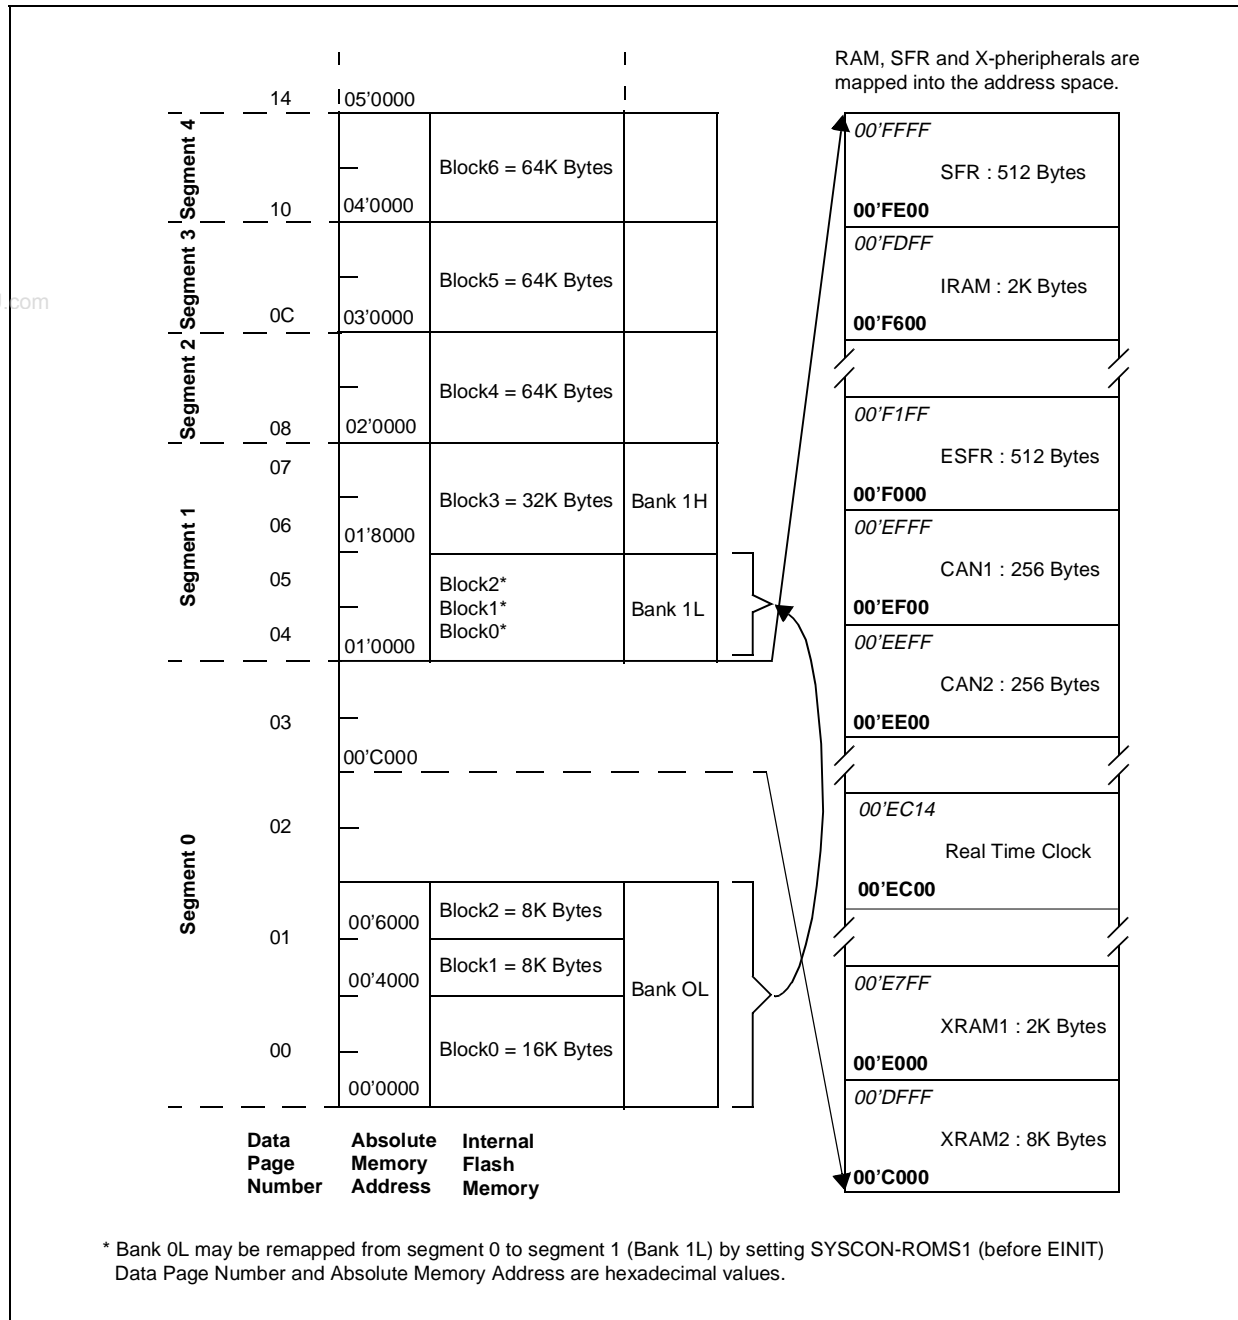 RAM, SFR and X-pheripherals are
mapped into the address space.
14 05'0000
Segment 4
Block6 = 64K Bytes
10 04'0000
Segment 3
Block5 = 64K Bytes
0C 03'0000
Segment 2
Block4 = 64K Bytes
08 02'0000
Segment 1
07
Block3 = 32K Bytes
Bank 1H
06 01'8000
05
Block2*
Block1*
Block0*
Bank 1L
04 01'0000
Segment 0
03
00'C000
02
00'6000
Block2 = 8K Bytes
01
Block1 = 8K Bytes
00'4000
Bank OL
00
Block0 = 16K Bytes
00'0000
Data
Page
Number
Absolute
Memory
Address
Internal
Flash
Memory
00'FFFF
SFR : 512 Bytes
00'FE00
00'FDFF
IRAM : 2K Bytes
00'F600
00'F1FF
ESFR : 512 Bytes
00'F000
00'EFFF
CAN1 : 256 Bytes
00'EF00
00'EEFF
CAN2 : 256 Bytes
00'EE00
00'EC14
Real Time Clock
00'EC00
00'E7FF
XRAM1 : 2K Bytes
00'E000
00'DFFF
XRAM2 : 8K Bytes
00'C000
* Bank 0L may be remapped from segment 0 to segment 1 (Bank 1L) by setting SYSCON-ROMS1 (before EINIT)
Data Page Number and Absolute Memory Address are hexadecimal values.
.com